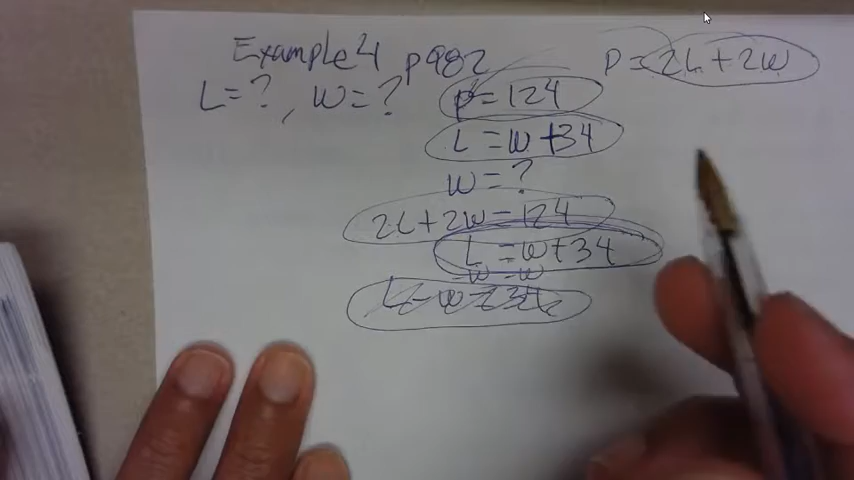 Example 4 p982
P = 2L + 2W
L = ?, W = ?
P = 124
L = W + 34
W = ?
2L + 2W = 124
L = W + 34
-W -W
L - W = 34